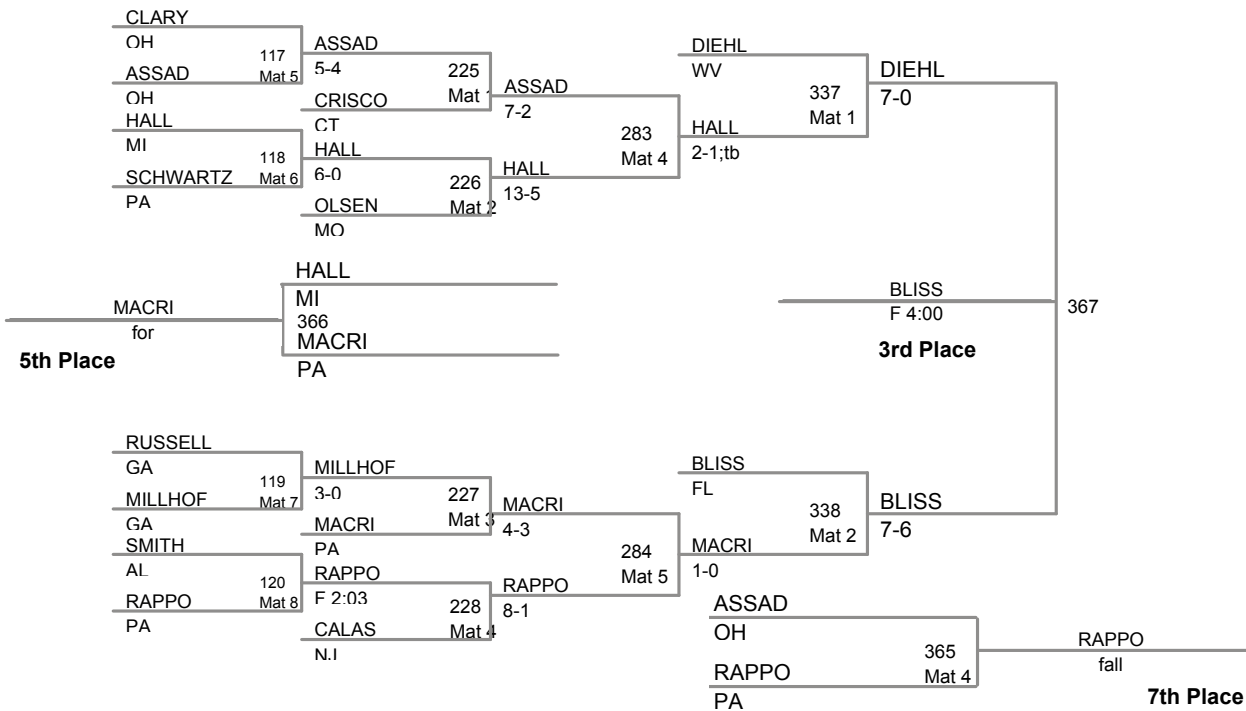 CLARY
OH
117
Mat 5
ASSAD
OH
ASSAD
5-4
225
Mat 1
CRISCO
CT
HALL
MI
118
Mat 6
SCHWARTZ
PA
HALL
6-0
226
Mat 2
OLSEN
MO
ASSAD
7-2
283
Mat 4
HALL
13-5
DIEHL
WV
337
Mat 1
HALL
2-1;tb
DIEHL
7-0
HALL
MI
366
MACRI
PA
MACRI
for
5th Place
BLISS
F 4:00
3rd Place
367
RUSSELL
GA
119
Mat 7
MILLHOF
GA
MILLHOF
3-0
227
Mat 3
MACRI
PA
SMITH
AL
120
Mat 8
RAPPO
PA
RAPPO
F 2:03
228
Mat 4
CALAS
NJ
MACRI
4-3
284
Mat 5
RAPPO
8-1
BLISS
FL
338
Mat 2
MACRI
1-0
BLISS
7-6
ASSAD
OH
365
Mat 4
RAPPO
PA
RAPPO
fall
7th Place